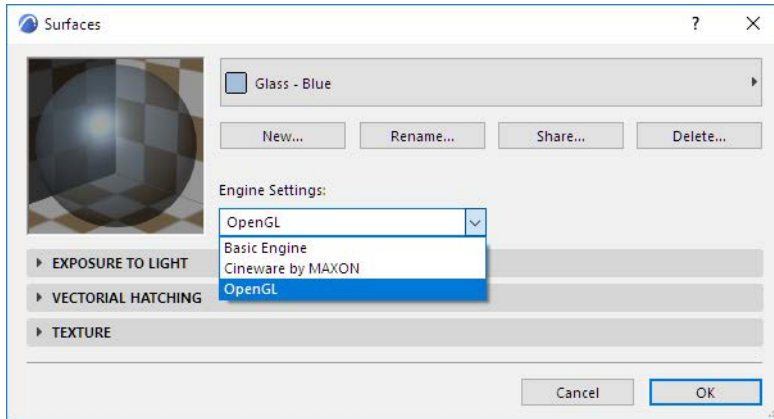 Surfaces
?
Glass - Blue
New...
Rename...
Share...
Delete...
Engine Settings:
OpenGL
Basic Engine
Cineware by MAXON
OpenGL
EXPOSURE TO LIGHT
VECTORIAL HATCHING
TEXTURE
Cancel
OK